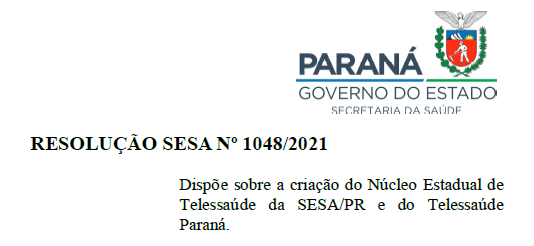 PARANÁ
GOVERNO DO ESTADO
SECRETARIA DA SAÚDE
RESOLUÇÃO SESA Nº 1048/2021
Dispõe sobre a criação do Núcleo Estadual de
Telessaúde da SESA/PR e do Telessaúde
Paraná.